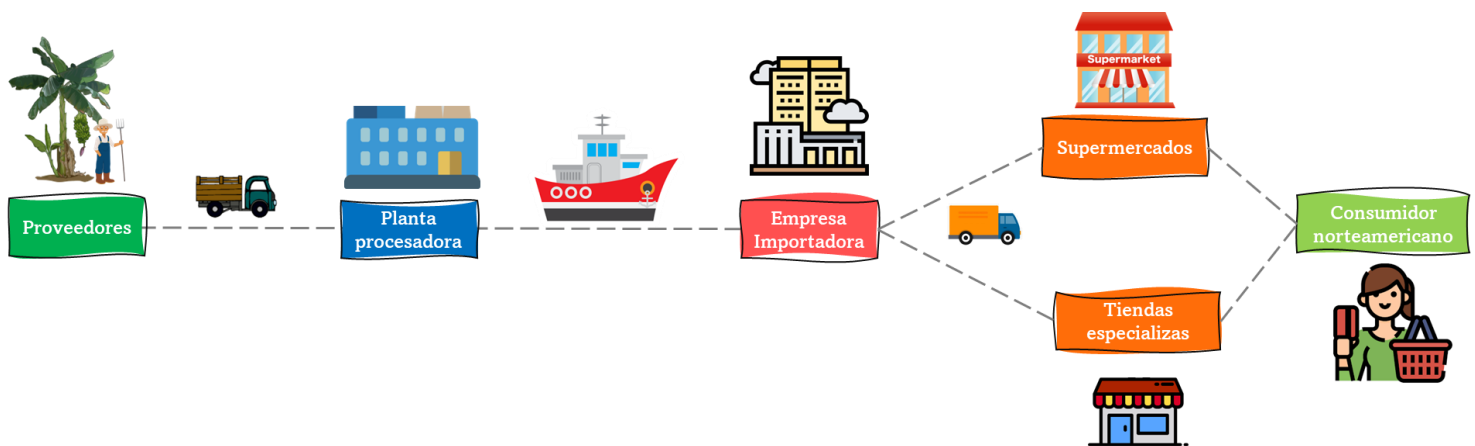 Supermarket
Supermercados
Proveedores
Planta
procesadora
Empresa
Importadora
Consumidor
norteamericano
Tiendas
especializas